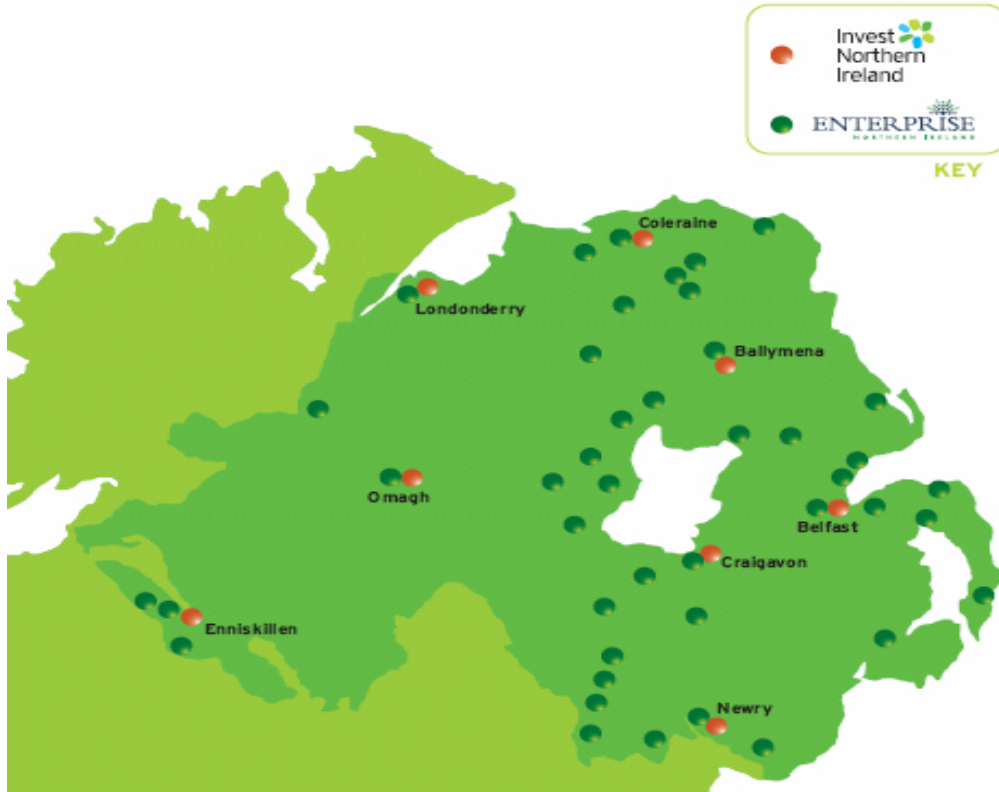 Invest
Northern
Ireland
ENTERPRISE
NORTHERN IRELAND
KEY
Coleraine
Londonderry
Ballymena
Omagh
Belfast
Craigavon
Enniskillen
Newry